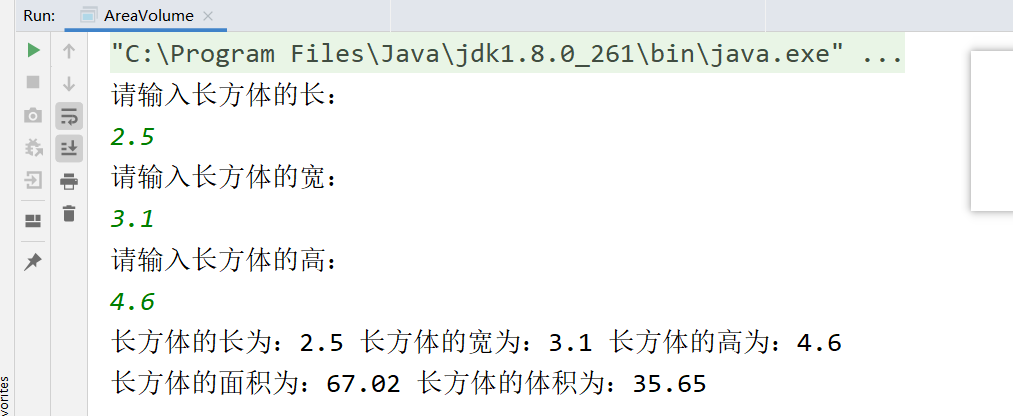 Run: AreaVolume ×
"C:\Program Files\Java\jdk1.8.0_261\bin\java.exe" ...
请输入长方体的长：
2.5
请输入长方体的宽：
3.1
请输入长方体的高：
4.6
长方体的长为：2.5 长方体的宽为：3.1 长方体的高为：4.6
长方体的面积为：67.02 长方体的体积为：35.65